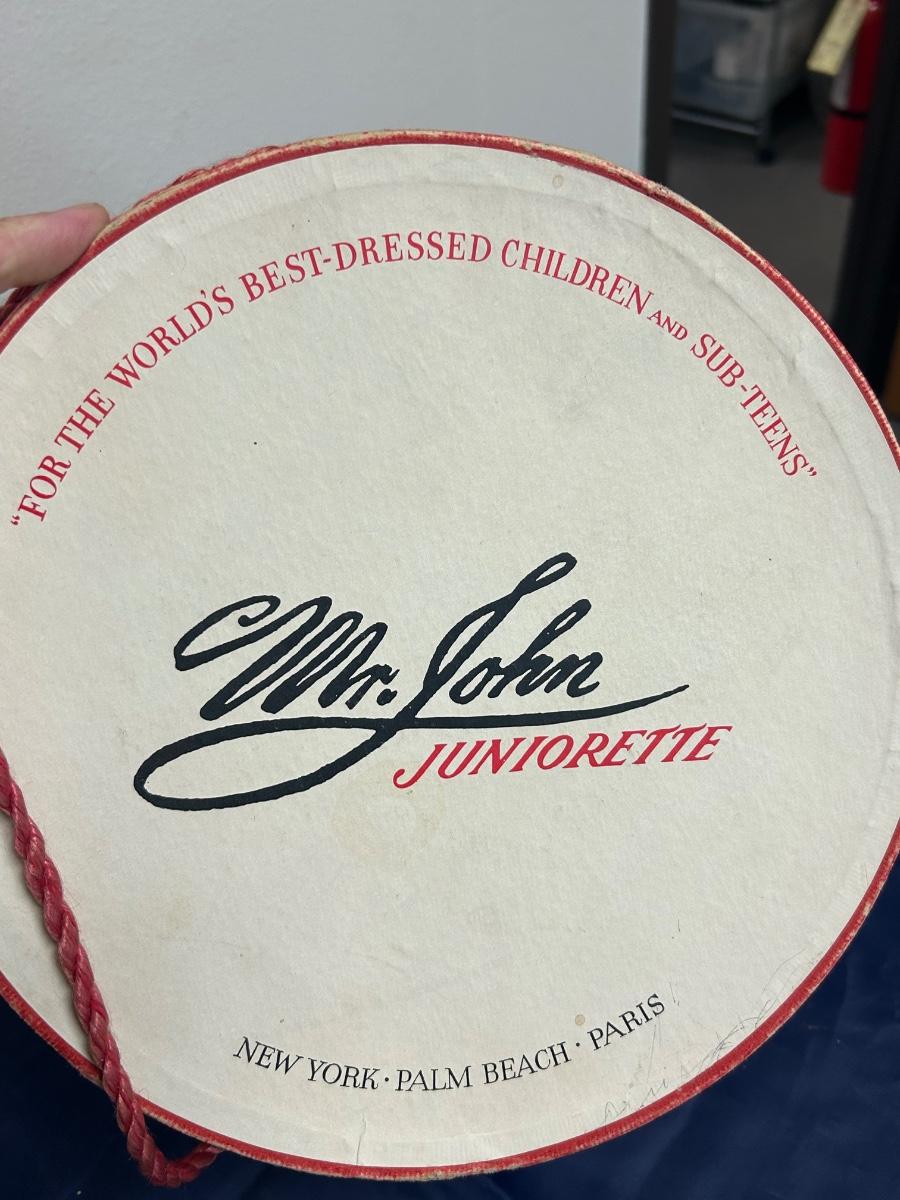 “FOR THE WORLD'S BEST-DRESSED CHILDREN AND SUB-TEENS”
Mr. John
JUNIORETTE
NEW YORK · PALM BEACH · PARIS